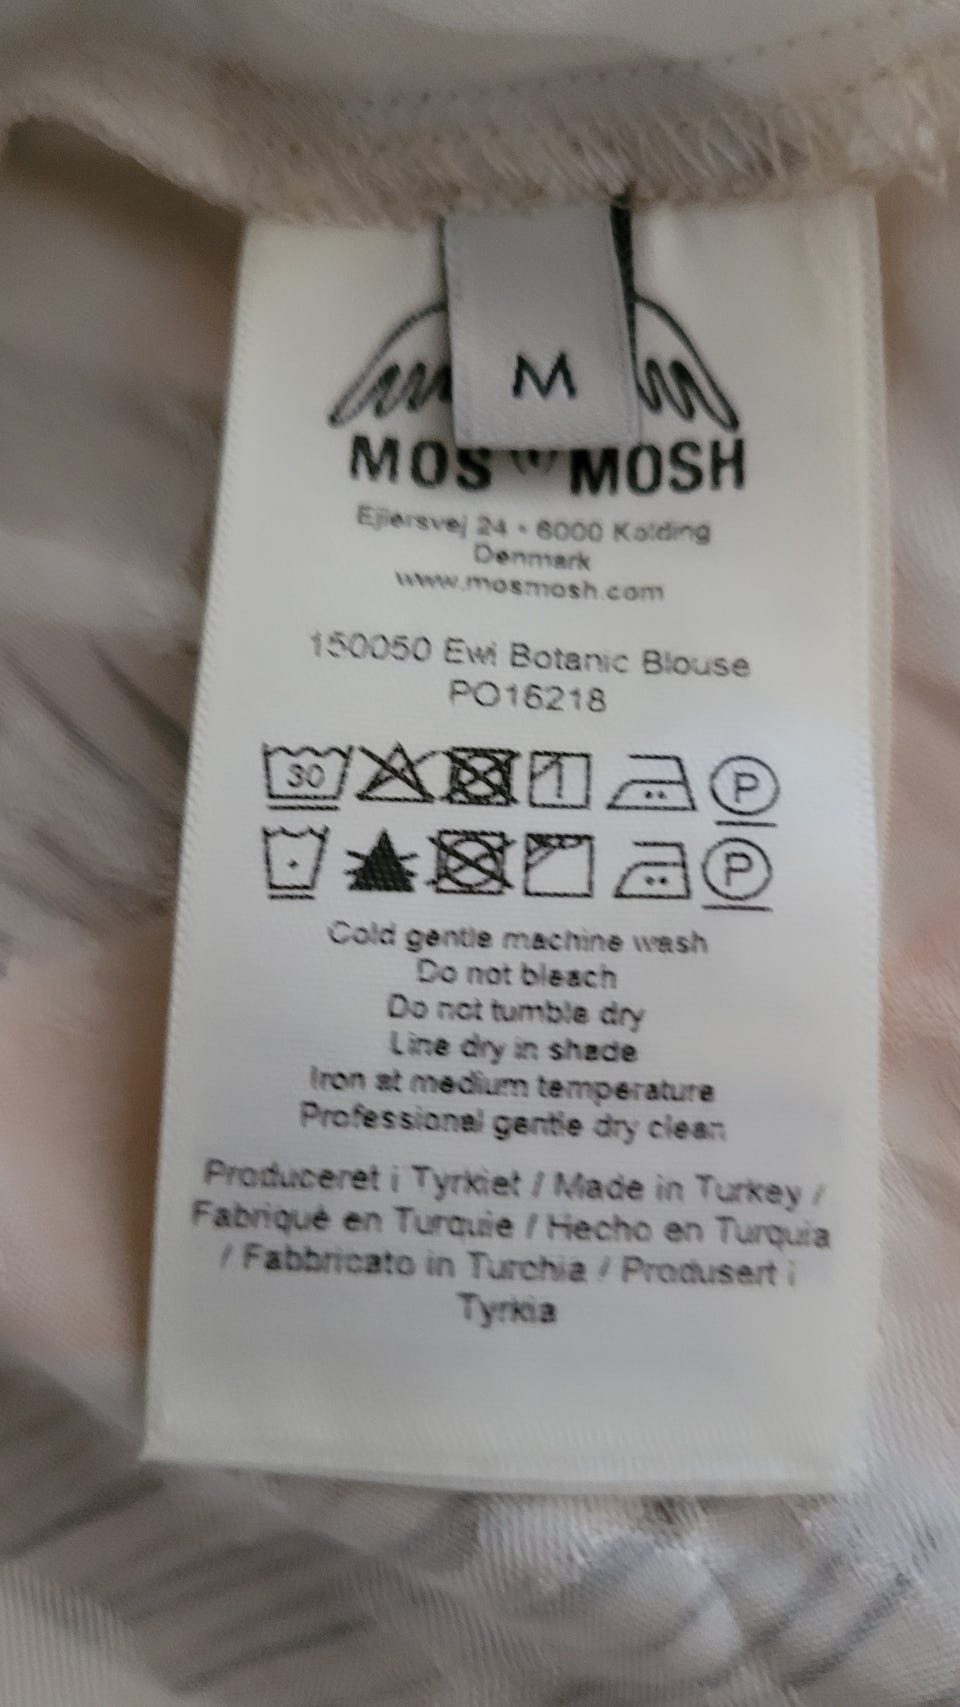 M
MOS MOSH
Ejlersvej 24 - 6000 Kolding
Denmark
www.mosmosh.com
150050 Ewi Botanic Blouse
PO16218
30
P
P
Cold gentle machine wash
Do not bleach
Do not tumble dry
Line dry in shade
Iron at medium temperature
Professional gentle dry clean
Produceret i Tyrkiet / Made in Turkey /
Fabriqué en Turquie / Hecho en Turquia
/ Fabbricato in Turchia / Produsert i
Tyrkia